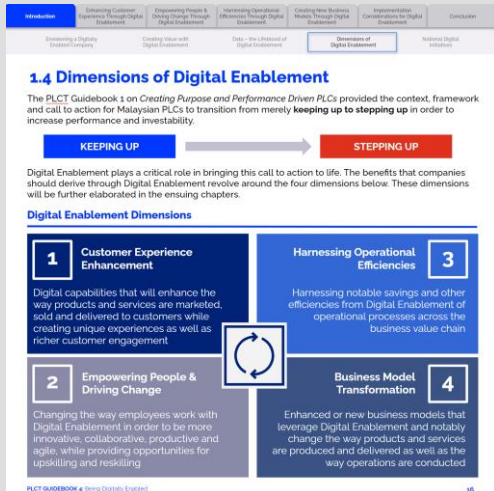 Introduction
Enhancing Customer
Experience Through Digital
Enablement
Empowering People &
Driving Change Through
Digital Enablement
Harnessing Operational
Efficiencies Through Digital
Enablement
Creating New Business
Models Through Digital
Enablement
Implementation
Considerations for Digital
Enablement
Conclusion
Envisioning a Digitally
Enabled Company
Creating Value with
Digital Enablement
Data – the Lifeblood of
Digital Enablement
Dimensions of
Digital Enablement
National Digital
Initiatives
1.4 Dimensions of Digital Enablement
The PLCT Guidebook 1 on Creating Purpose and Performance Driven PLCs provided the context, framework
and call to action for Malaysian PLCs to transition from merely keeping up to stepping up in order to
increase performance and investability.
KEEPING UP
STEPPING UP
Digital Enablement plays a critical role in bringing this call to action to life. The benefits that companies
should derive through Digital Enablement revolve around the four dimensions below. These dimensions
will be further elaborated in the ensuing chapters.
Digital Enablement Dimensions
1
Customer Experience
Enhancement
Digital capabilities that will enhance the
way products and services are marketed,
sold and delivered to customers while
creating unique experiences as well as
richer customer engagement
Harnessing Operational
Efficiencies
3
Harnessing notable savings and other
efficiencies from Digital Enablement of
operational processes across the
business value chain
2
Empowering People &
Driving Change
Changing the way employees work with
Digital Enablement in order to be more
innovative, collaborative, productive and
agile, while providing opportunities for
upskilling and reskilling
Business Model
Transformation
4
Enhanced or new business models that
leverage Digital Enablement and notably
change the way products and services
are produced and delivered as well as the
way operations are conducted
PLCT GUIDEBOOK 4: Being Digitally Enabled
16